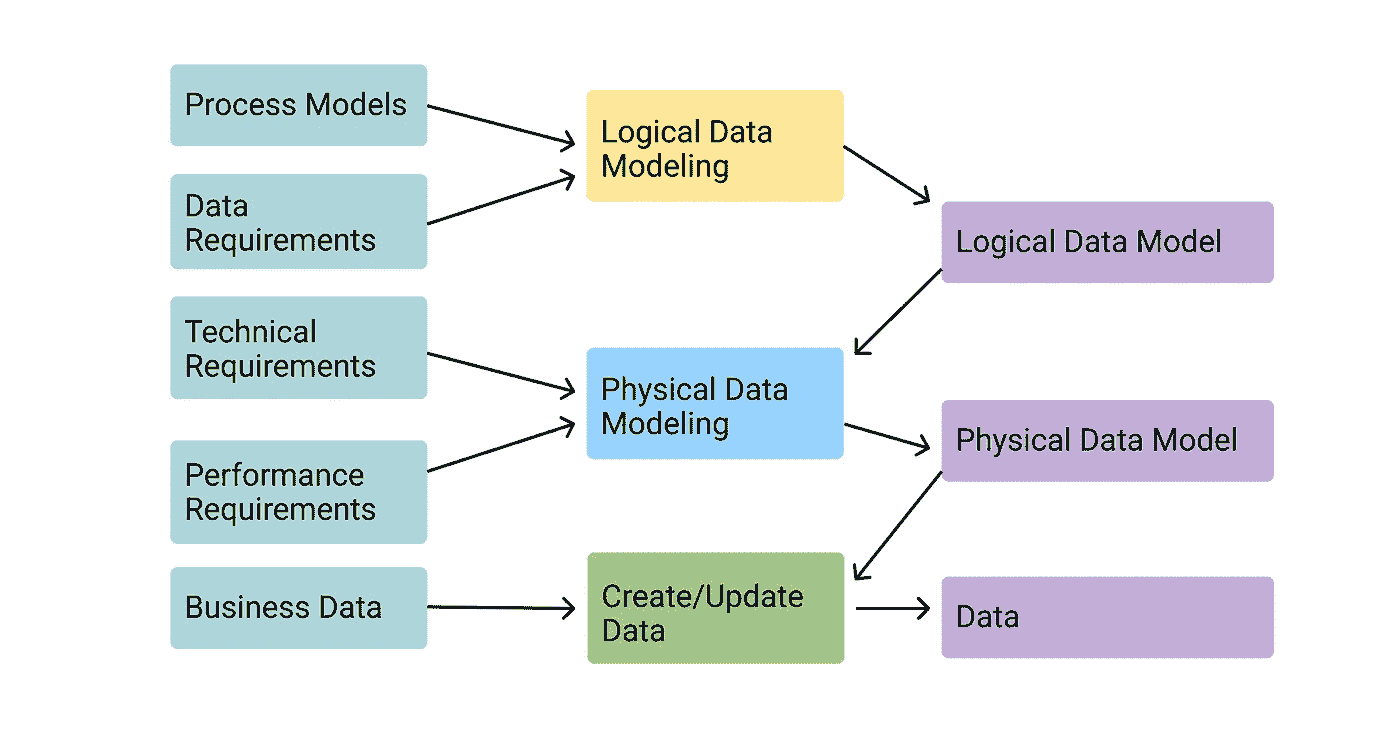 Process Models
Data
Requirements
Technical
Requirements
Performance
Requirements
Business Data
Logical Data
Modeling
Physical Data
Modeling
Create/Update
Data
Logical Data Model
Physical Data Model
Data